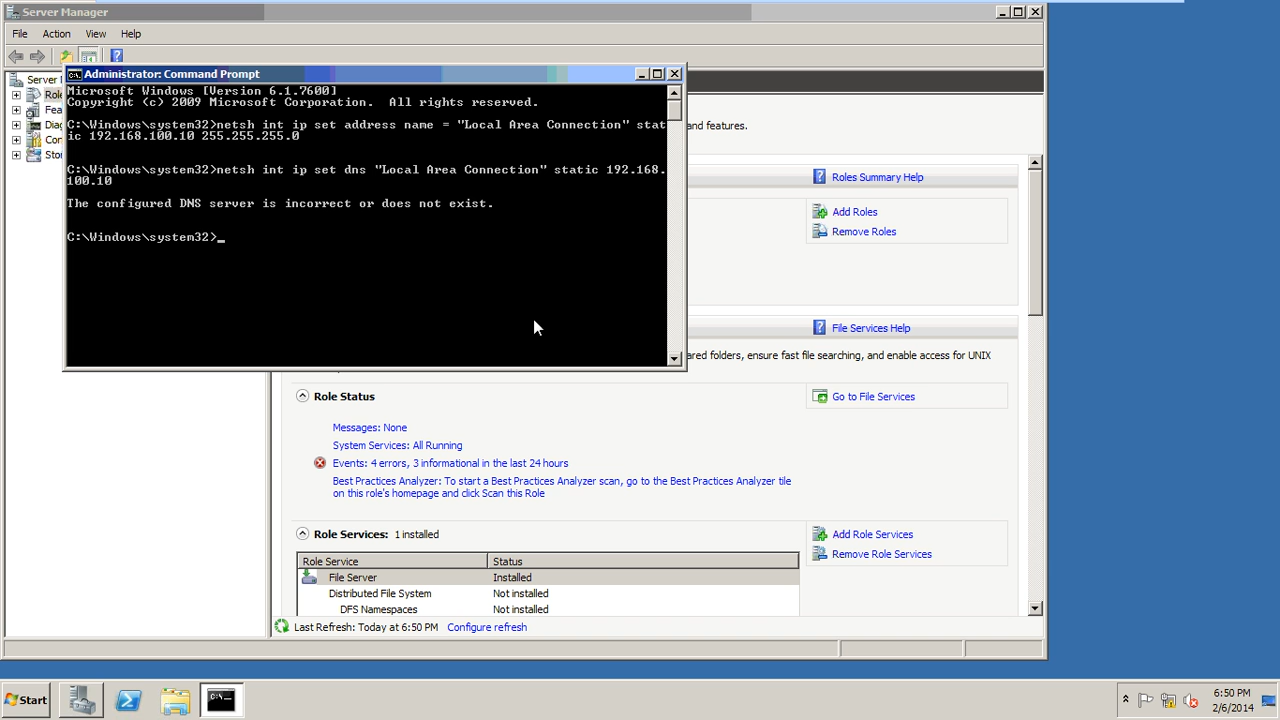 Server Manager
File Action View Help
Server
Role
Fea
Diag
Con
Stor
Administrator: Command Prompt
Microsoft Windows [Version 6.1.7600]
Copyright (c) 2009 Microsoft Corporation. All rights reserved.
C:\Windows\system32>netsh int ip set address name = "Local Area Connection" stat
ic 192.168.100.10 255.255.255.0
C:\Windows\system32>netsh int ip set dns "Local Area Connection" static 192.168.
100.10
The configured DNS server is incorrect or does not exist.
C:\Windows\system32>_
and features.
Roles Summary Help
Add Roles
Remove Roles
File Services Help
ared folders, ensure fast file searching, and enable access for UNIX
Role Status
Go to File Services
Messages: None
System Services: All Running
Events: 4 errors, 3 informational in the last 24 hours
Best Practices Analyzer: To start a Best Practices Analyzer scan, go to the Best Practices Analyzer tile
on this role's homepage and click Scan this Role
Role Services: 1 installed
Add Role Services
Remove Role Services
Role Service Status
File Server Installed
Distributed File System Not installed
DFS Namespaces Not installed
Last Refresh: Today at 6:50 PM Configure refresh
Start
6:50 PM
2/6/2014